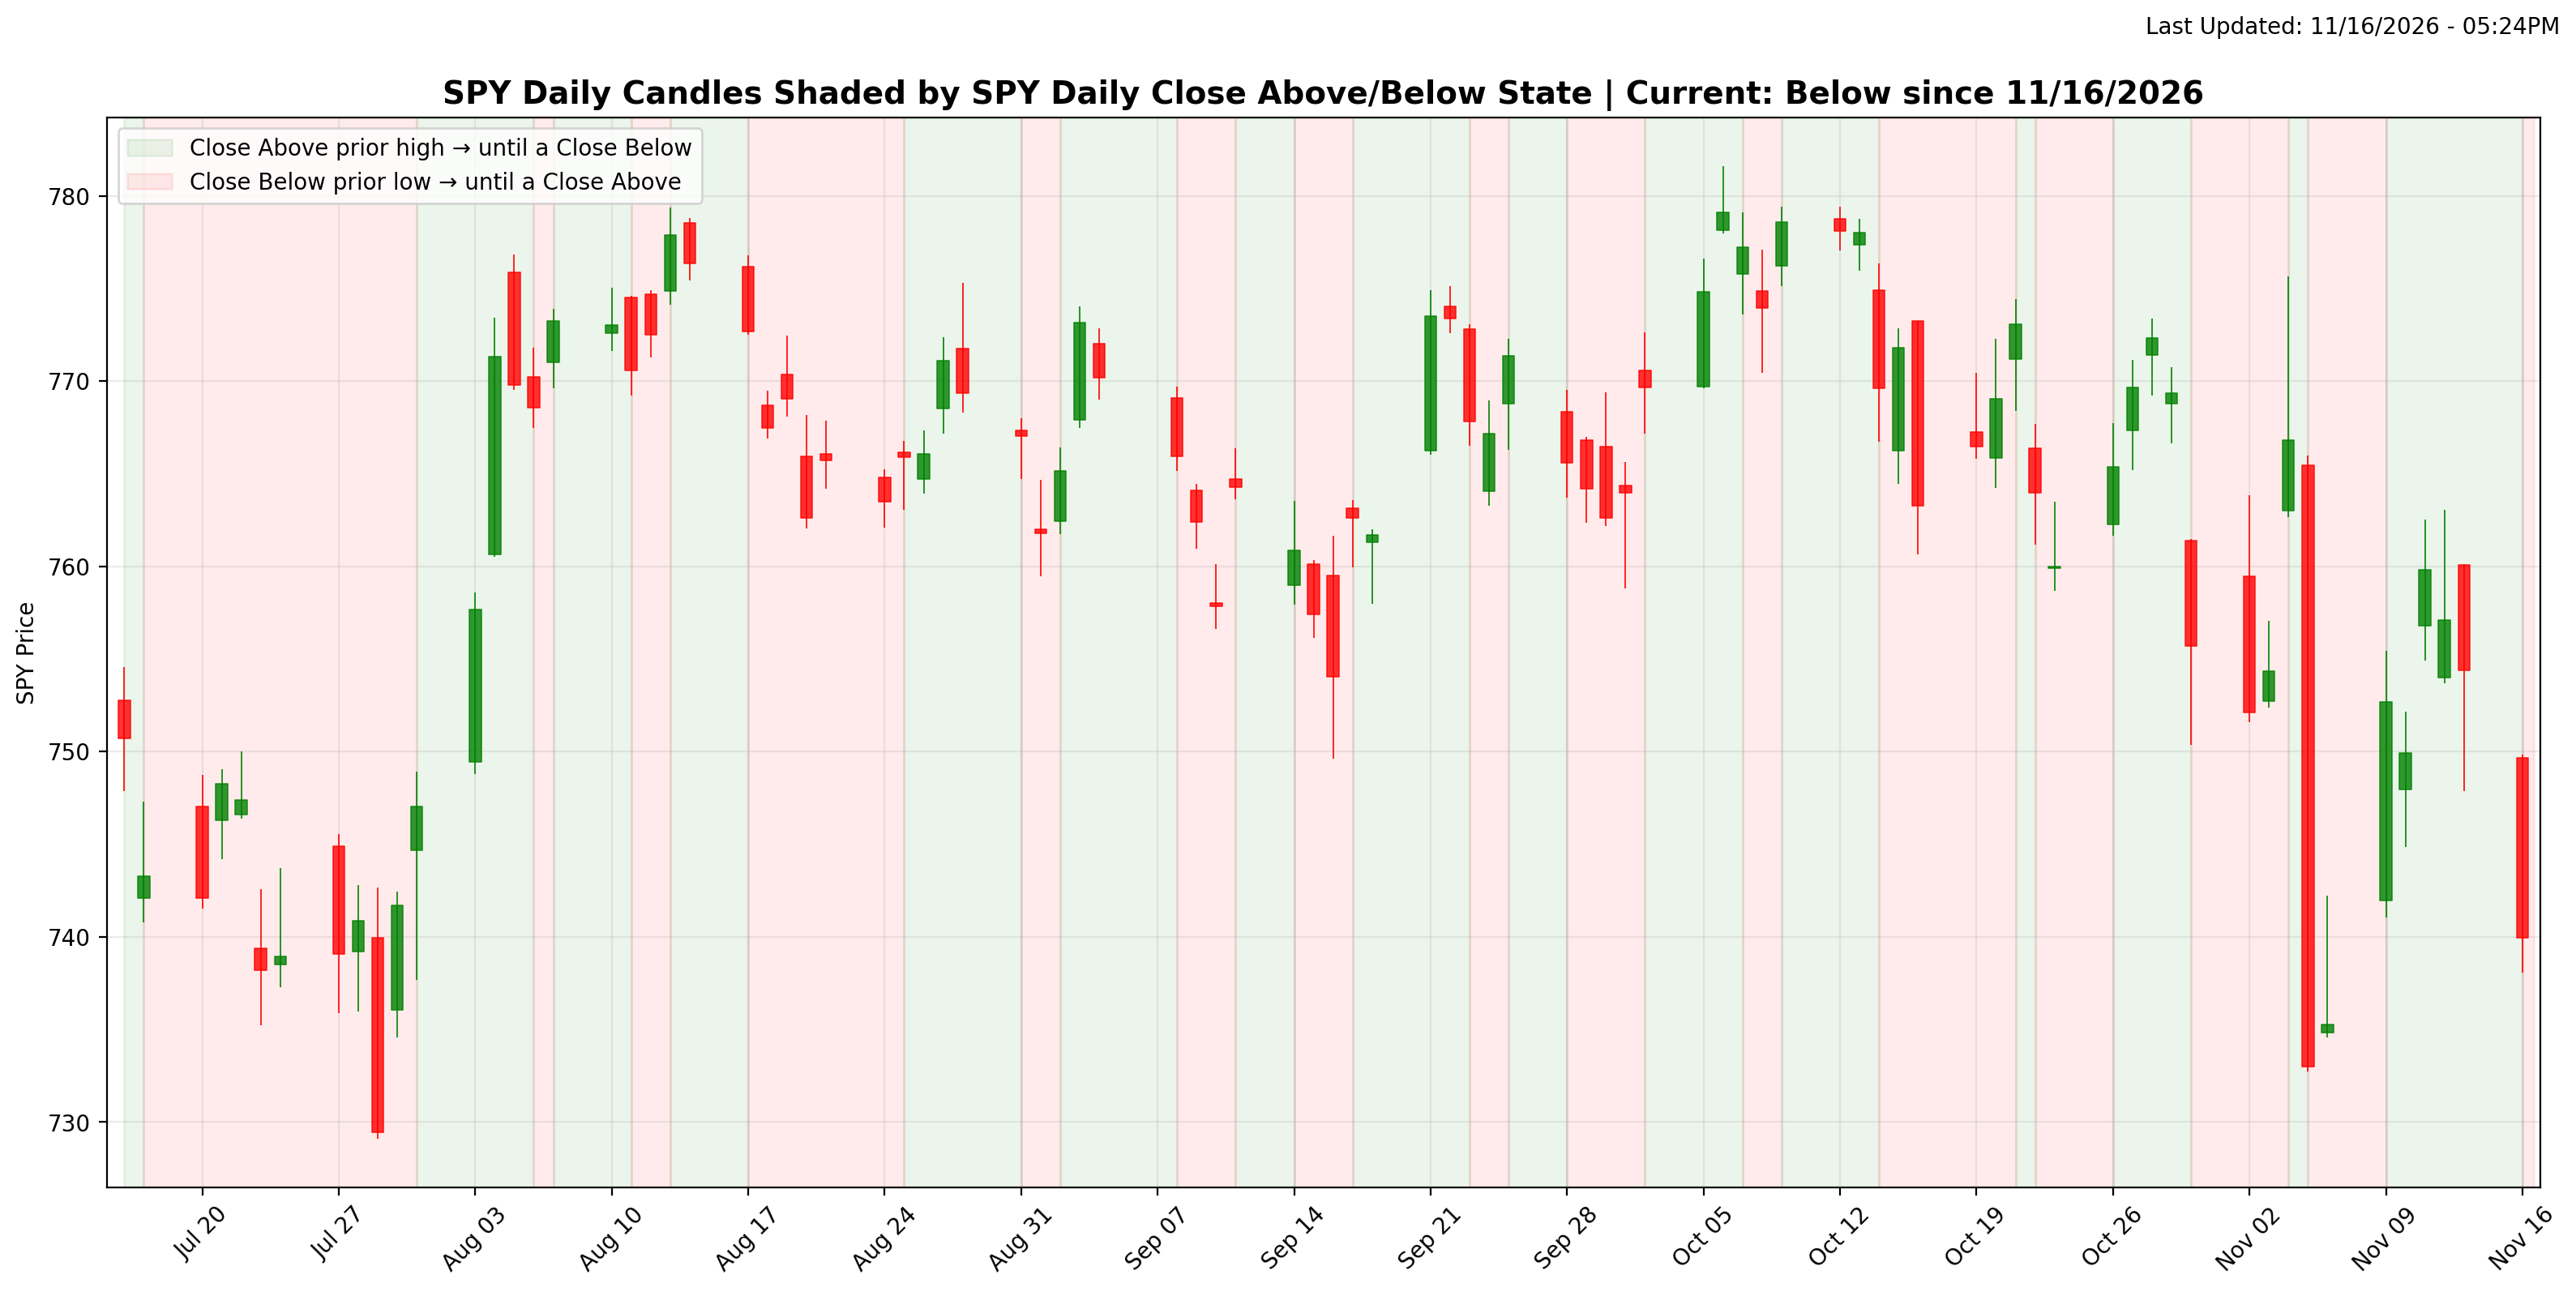 Last Updated: 11/16/2026 - 05:24PM
SPY Daily Candles Shaded by SPY Daily Close Above/Below State | Current: Below since 11/16/2026
Close Above prior high → until a Close Below
Close Below prior low → until a Close Above
SPY Price
780
770
760
750
740
730
Jul 20
Jul 27
Aug 03
Aug 10
Aug 17
Aug 24
Aug 31
Sep 07
Sep 14
Sep 21
Sep 28
Oct 05
Oct 12
Oct 19
Oct 26
Nov 02
Nov 09
Nov 16